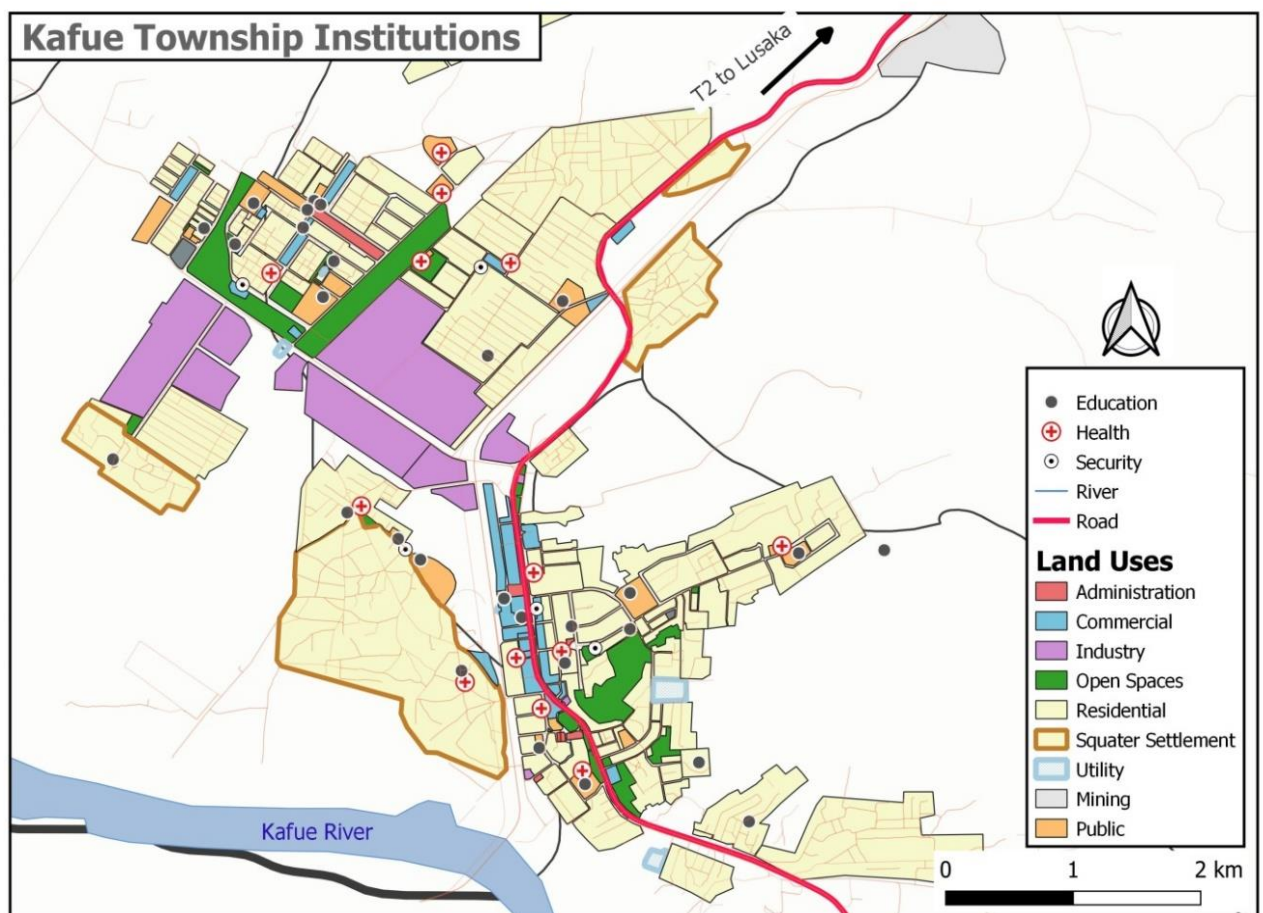 Kafue Township Institutions
T2 to Lusaka
Education
Health
Security
River
Road
Land Uses
Administration
Commercial
Industry
Open Spaces
Residential
Squater Settlement
Utility
Mining
Public
Kafue River
0 1 2 km